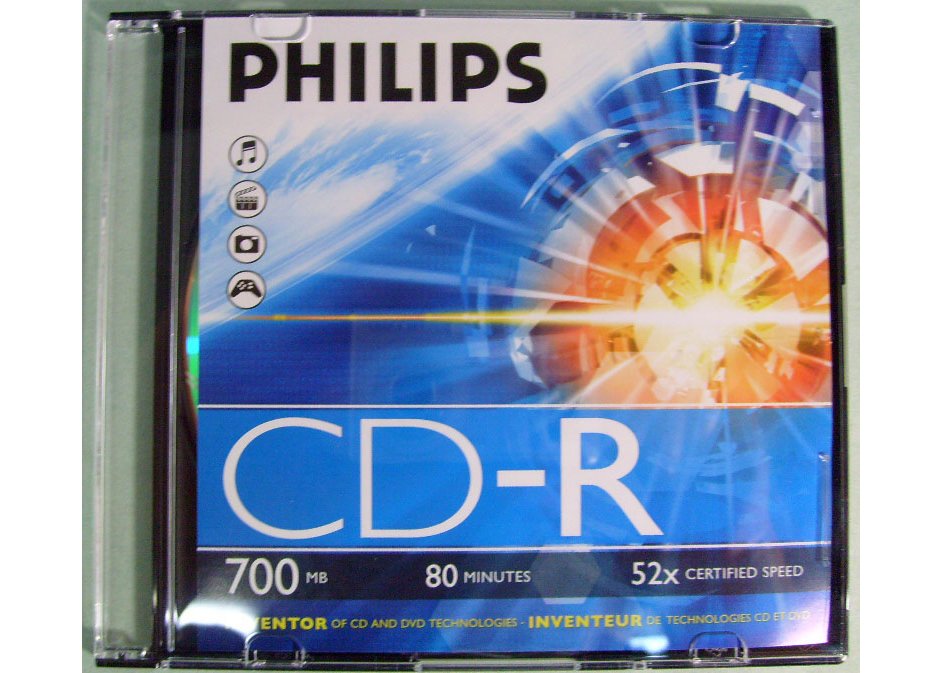 PHILIPS
CD-R
700 MB 80 MINUTES 52x CERTIFIED SPEED
VENTOR OF CD AND DVD TECHNOLOGIES - INVENTEUR DE TECHNOLOGIES CD ET DVD